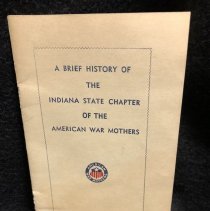 A BRIEF HISTORY OF
THE
INDIANA STATE CHAPTER
OF THE
AMERICAN WAR MOTHERS